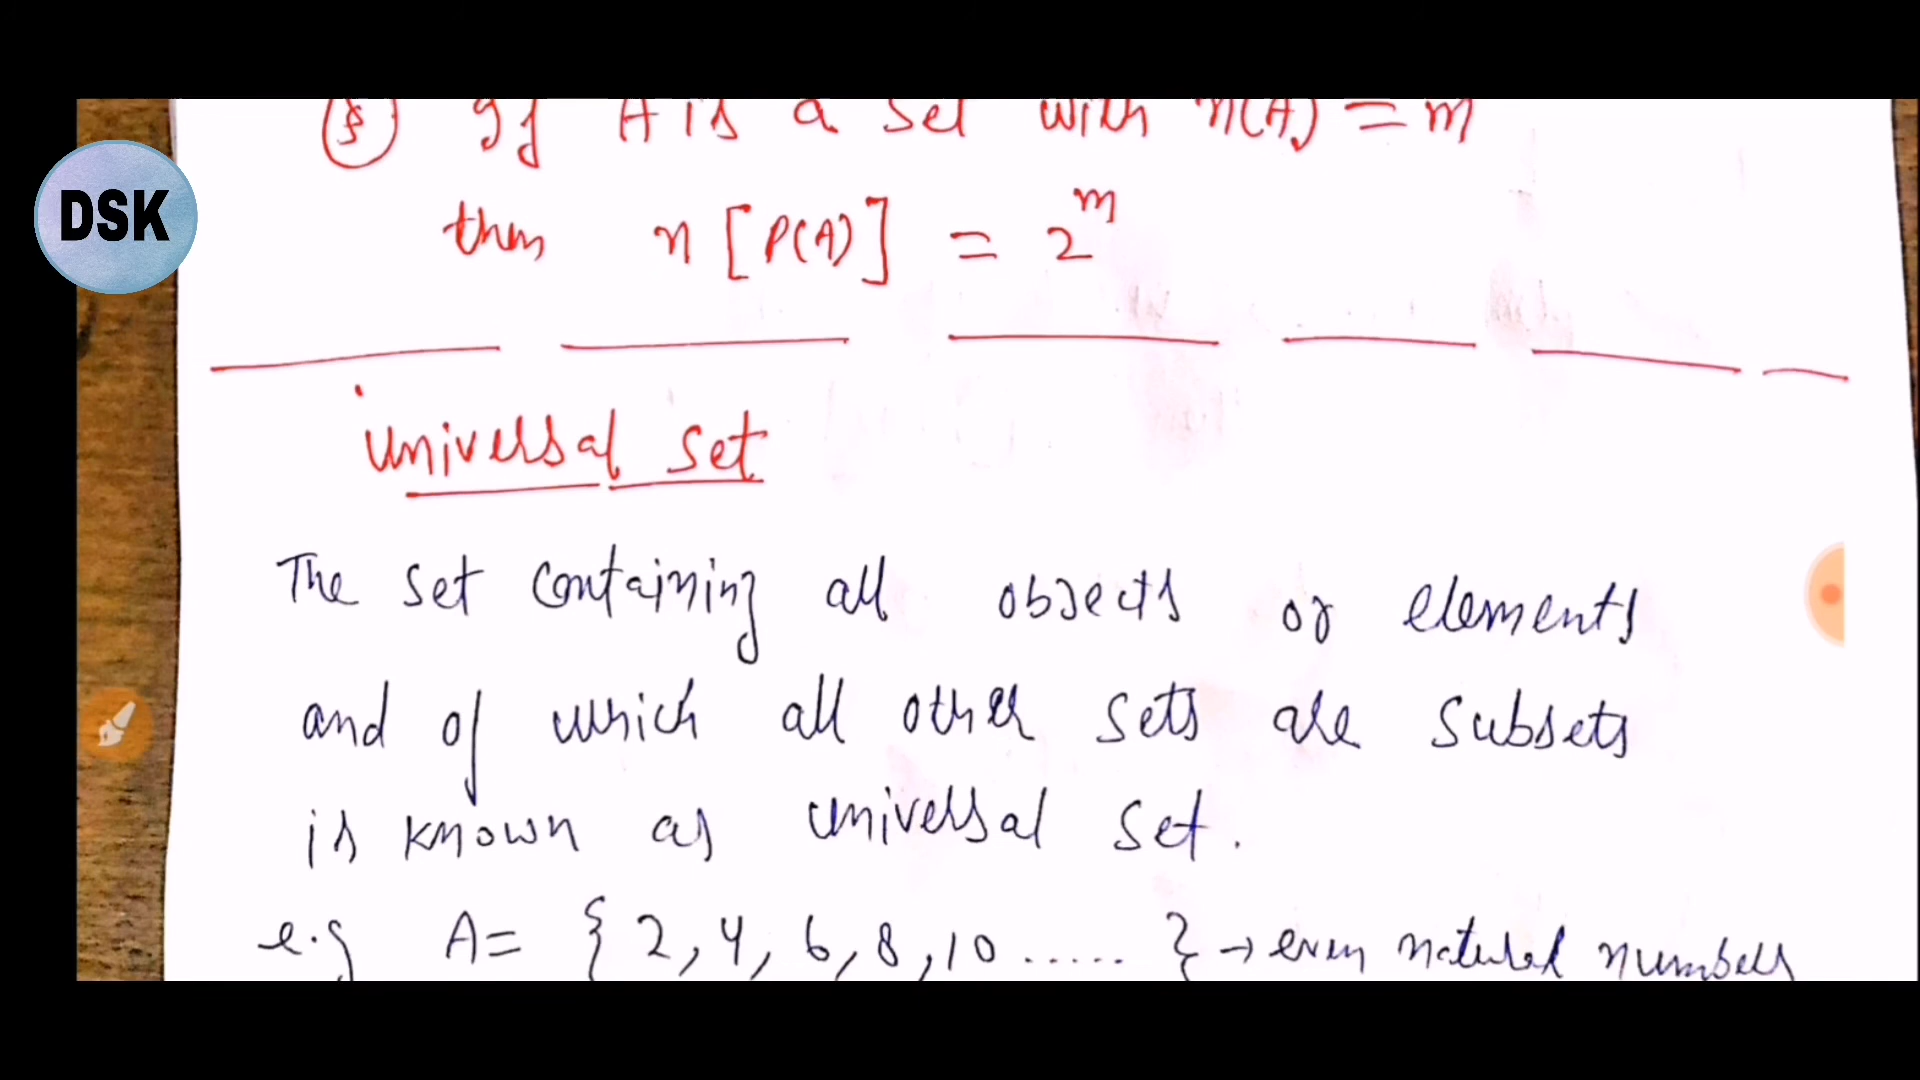 If A is a set with n(A) = m
DSK
then n [P(A)] = 2^m
universal set
The set containing all objects or elements
and of which all other sets are subsets
is known as universal set.
e.g A = { 2, 4, 6, 8, 10 ..... } → even natural numbers